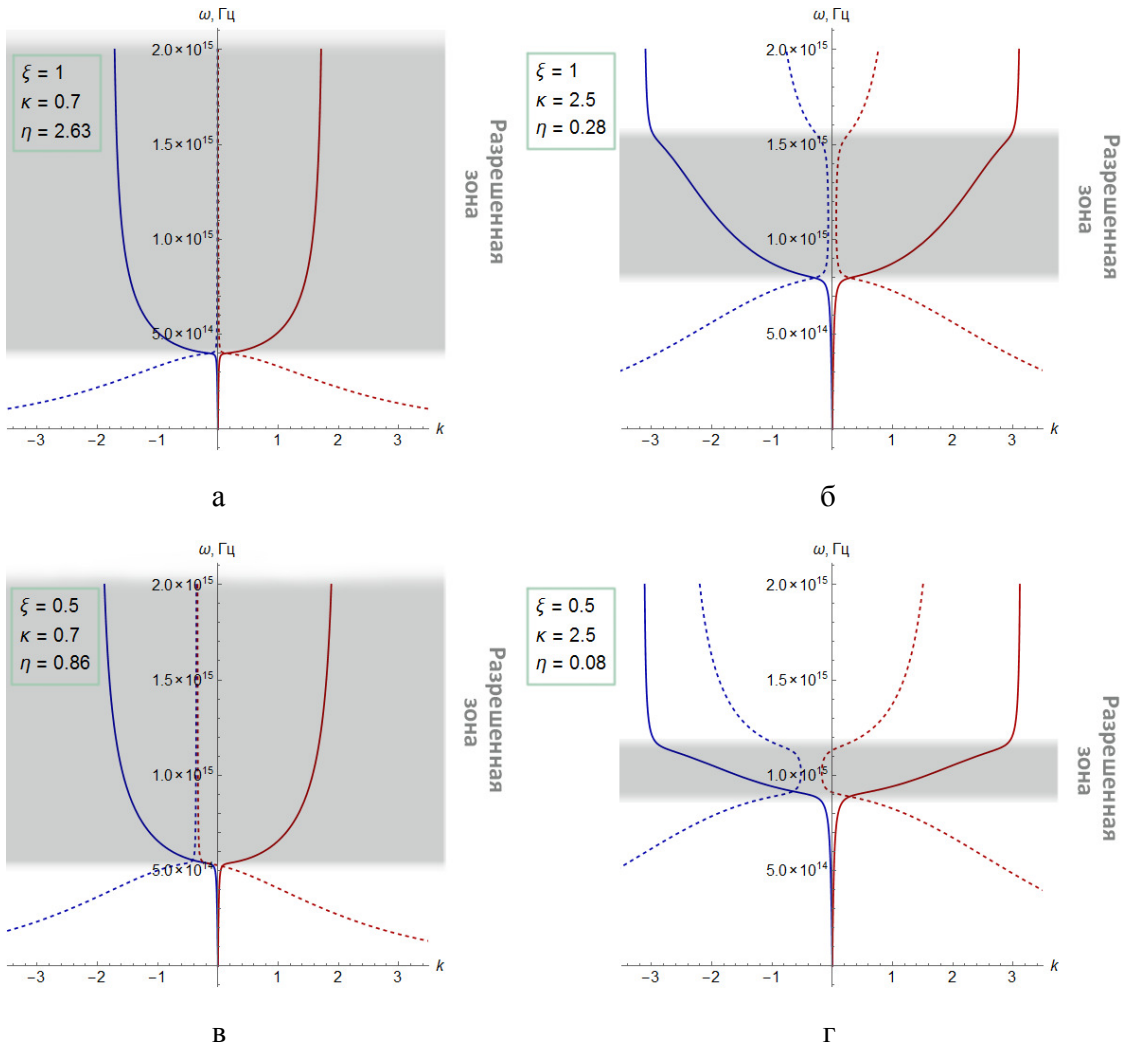 ω, Гц
2.0×10¹⁵
1.5×10¹⁵
1.0×10¹⁵
5.0×10¹⁴
−3 −2 −1 1 2 3 k
ξ = 1
κ = 0.7
η = 2.63
Разрешенная
зона
а
ω, Гц
2.0×10¹⁵
1.5×10¹⁵
1.0×10¹⁵
5.0×10¹⁴
−3 −2 −1 1 2 3 k
ξ = 1
κ = 2.5
η = 0.28
Разрешенная
зона
б
ω, Гц
2.0×10¹⁵
1.5×10¹⁵
1.0×10¹⁵
5.0×10¹⁴
−3 −2 −1 1 2 3 k
ξ = 0.5
κ = 0.7
η = 0.86
Разрешенная
зона
в
ω, Гц
2.0×10¹⁵
1.5×10¹⁵
1.0×10¹⁵
5.0×10¹⁴
−3 −2 −1 1 2 3 k
ξ = 0.5
κ = 2.5
η = 0.08
Разрешенная
зона
г